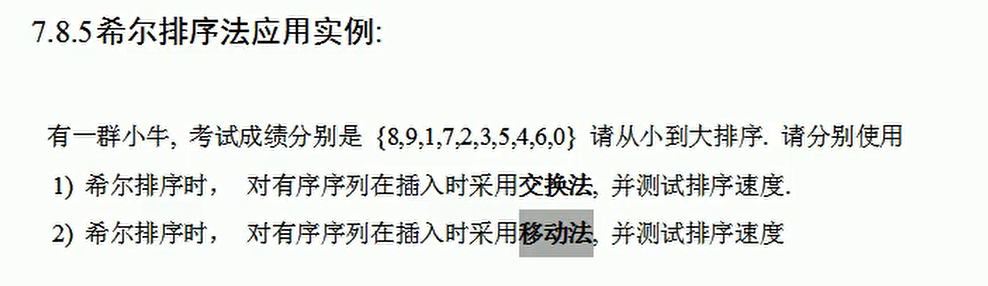 7.8.5希尔排序法应用实例:
有一群小牛, 考试成绩分别是 {8,9,1,7,2,3,5,4,6,0} 请从小到大排序. 请分别使用
1) 希尔排序时， 对有序序列在插入时采用交换法, 并测试排序速度.
2) 希尔排序时， 对有序序列在插入时采用移动法, 并测试排序速度